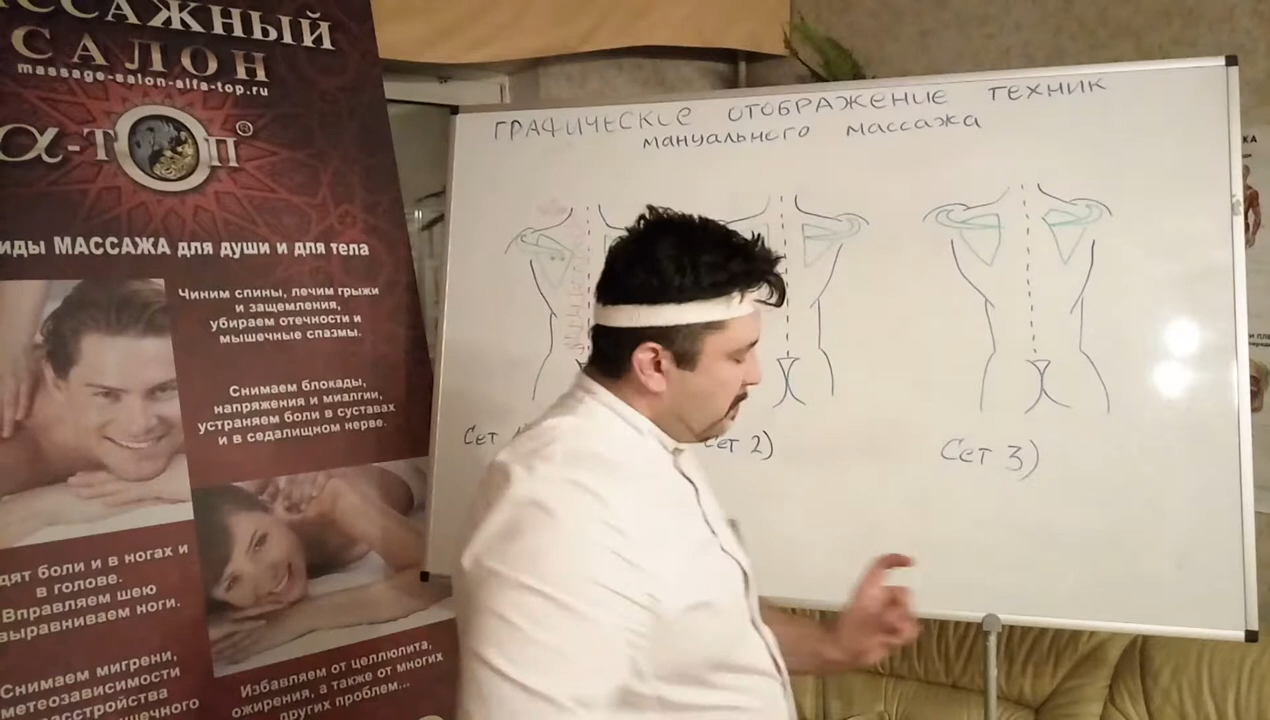 МАССАЖНЫЙ
САЛОН
massage-salon-alfa-top.ru
α-ТОП®
ВИДЫ МАССАЖА для души и для тела
Чиним спины, лечим грыжи
и защемления,
убираем отечности и
мышечные спазмы.
Снимаем блокады,
напряжения и миалгии,
устраняем боли в суставах
и в седалищном нерве.
боли и в ногах и
в голове.
Вправляем шею
выравниваем ноги.
Снимаем мигрени,
метеозависимости
Избавляем от целлюлита,
ожирения, а также от многих
других проблем...
ГРАФИЧЕСКИЕ ОТОБРАЖЕНИЕ ТЕХНИК
мануального массажа
Сет
Сет 2)
Сет 3)